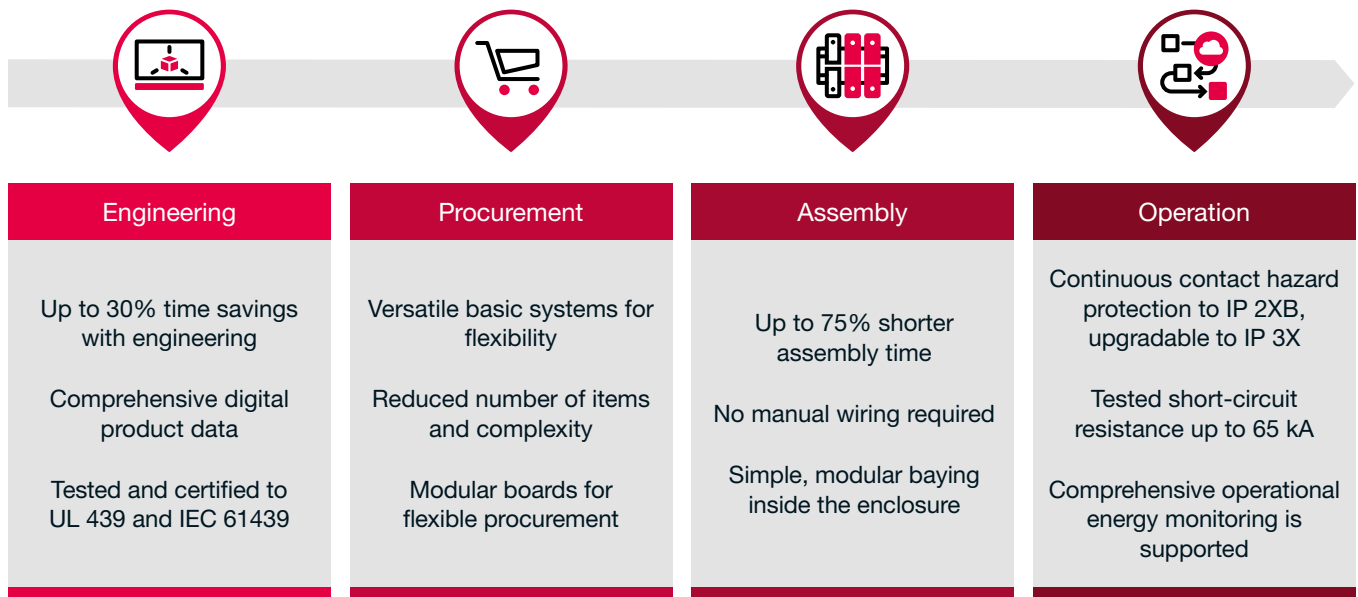 Engineering
Up to 30% time savings
with engineering
Comprehensive digital
product data
Tested and certified to
UL 439 and IEC 61439
Procurement
Versatile basic systems for
flexibility
Reduced number of items
and complexity
Modular boards for
flexible procurement
Assembly
Up to 75% shorter
assembly time
No manual wiring required
Simple, modular baying
inside the enclosure
Operation
Continuous contact hazard
protection to IP 2XB,
upgradable to IP 3X
Tested short-circuit
resistance up to 65 kA
Comprehensive operational
energy monitoring is
supported